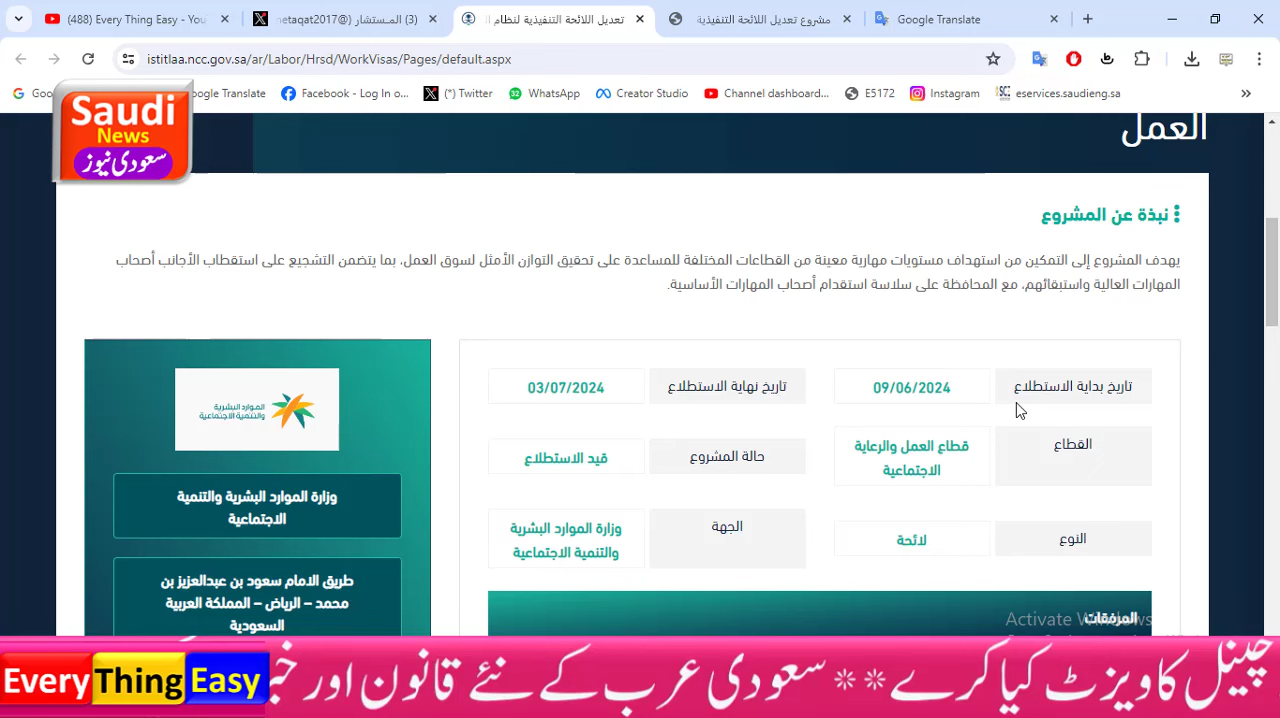 (488) Every Thing Easy - You
(3) المـستشار (@netaqat2017
تعديل اللائحة التنفيذية لنظام ا
مشروع تعديل اللائحة التنفيذية
Google Translate
istitlaa.ncc.gov.sa/ar/Labor/Hrsd/WorkVisas/Pages/default.aspx
Goo
ogle Translate
Facebook - Log In o...
(*) Twitter
WhatsApp
Creator Studio
Channel dashboard...
E5172
Instagram
eservices.saudieng.sa
Saudi
News
سعودی نیوز
العمل
نبذة عن المشروع
يهدف المشروع إلى التمكين من استهداف مستويات مهارية معينة من القطاعات المختلفة للمساعدة على تحقيق التوازن الأمثل لسوق العمل، بما يتضمن التشجيع على استقطاب الأجانب أصحاب
المهارات العالية واستبقائهم، مع المحافظة على سلاسة استقدام أصحاب المهارات الأساسية.
تاريخ بداية الاستطلاع
09/06/2024
تاريخ نهاية الاستطلاع
03/07/2024
القطاع
قطاع العمل والرعاية
الاجتماعية
حالة المشروع
قيد الاستطلاع
النوع
لائحة
الجهة
وزارة الموارد البشرية
والتنمية الاجتماعية
المرفقات
الموارد البشرية
والتنمية الاجتماعية
وزارة الموارد البشرية والتنمية
الاجتماعية
طريق الامام سعود بن عبدالعزيز بن
محمد – الرياض – المملكة العربية
السعودية
Activate Windows
چینل کا ویزٹ کیا کرے ** سعودی عرب کے نئے قانون اور خبر
EveryThing Easy